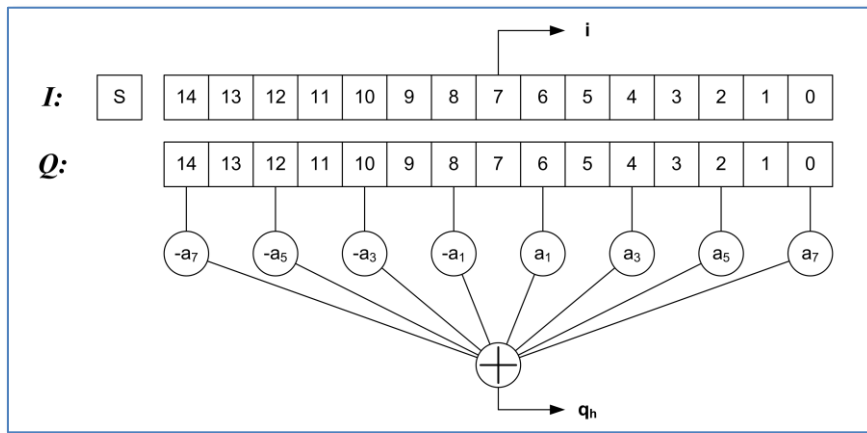 i
I: S 14 13 12 11 10 9 8 7 6 5 4 3 2 1 0
Q: 14 13 12 11 10 9 8 7 6 5 4 3 2 1 0
-a₇ -a₅ -a₃ -a₁ a₁ a₃ a₅ a₇
qₕ